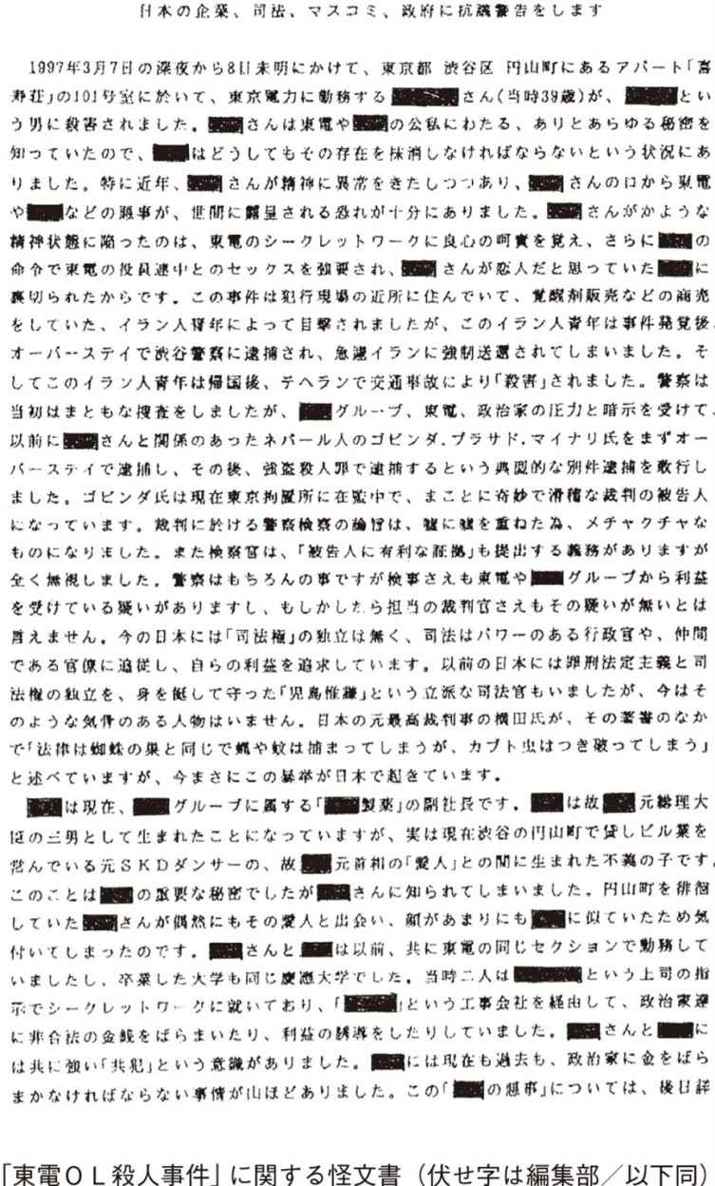 日本の企業、司法、マスコミ、政府に抗議警告をします
1997年3月7日の深夜から8日未明にかけて、東京都 渋谷区 円山町にあるアパート「喜
寿荘」の101号室に於いて、東京電力に勤務する さん(当時39歳)が、 とい
う男に殺害されました。 さんは東電や の公私にわたる、ありとあらゆる秘密を
知っていたので、 はどうしてもその存在を抹消しなければならないという状況にあ
りました。特に近年、 さんが精神に異常をきたしつつあり、 さんの口から東電
や などの悪事が、世間に露呈される恐れが十分にありました。 さんがかような
精神状態に陥ったのは、東電のシークレットワークに良心の呵責を覚え、さらに の
命令で東電の役員連中とのセックスを強要され、 さんが恋人だと思っていた に
裏切られたからです。この事件は犯行現場の近所に住んでいて、覚醒剤販売などの商売
をしていた、イラン人青年によって目撃されましたが、このイラン人青年は事件発覚後、
オーバーステイで渋谷警察に逮捕され、急遽イランに強制送還されてしまいました。そ
してこのイラン人青年は帰国後、テヘランで交通事故により「殺害」されました。警察は
当初はまともな捜査をしましたが、 グループ、東電、政治家の圧力と暗示を受けて、
以前に さんと関係のあったネパール人のゴビンダ.プラサド.マイナリ氏をまずオー
バーステイで逮捕し、その後、強盗殺人罪で逮捕するという典型的な別件逮捕を敢行し
ました。ゴビンダ氏は現在東京拘置所に在監中で、まことに奇妙で滑稽な裁判の被告人
になっています。裁判に於ける警察検察の論旨は、嘘に嘘を重ねた為、メチャクチャな
ものになりました。また検察官は、「被告人に有利な証拠」も提出する義務がありますが
全く無視しました。警察はもちろんの事ですが検事さえも東電や グループから利益
を受けている疑いがありますし、もしかしたら担当の裁判官さえもその疑いが無いとは
言えません。今の日本には「司法権」の独立は無く、司法はパワーのある行政官や、仲間
である官僚に追従し、自らの利益を追求しています。以前の日本には罪刑法定主義と司
法権の独立を、身を挺して守った「児島惟謙」という立派な司法官もいましたが、今はそ
のような気骨のある人物はいません。日本の元最高裁判事の横田氏が、その著書のなか
で「法律は蜘蛛の巣と同じで蝿や蚊は捕まってしまうが、カブト虫はつき破ってしまう」
と述べていますが、今まさにこの暴挙が日本で起きています。
は現在、 グループに属する「 製薬」の副社長です。 は故 元総理大
臣の三男として生まれたことになっていますが、実は現在渋谷の円山町で貸しビル業を
営んでいる元SKDダンサーの、故 元首相の「愛人」との間に生まれた不義の子です。
このことは の重要な秘密でしたが さんに知られてしまいました。円山町を徘徊
していた さんが偶然にもその愛人と出会い、顔があまりにも に似ていたため気
付いてしまったのです。 さんと は以前、共に東電の同じセクションで勤務して
いましたし、卒業した大学も同じ慶應大学でした。当時二人は という上司の指
示でシークレットワークに就いており、「 」という工事会社を経由して、政治家達
に非合法の金銭をばらまいたり、利益の誘導をしたりしていました。 さんと に
は共に強い「共犯」という意識がありました。 には現在も過去も、政治家に金をばら
まかなければならない事情が山ほどありました。この「 の悪事」については、後日詳
「東電OL殺人事件」に関する怪文書（伏せ字は編集部／以下同）